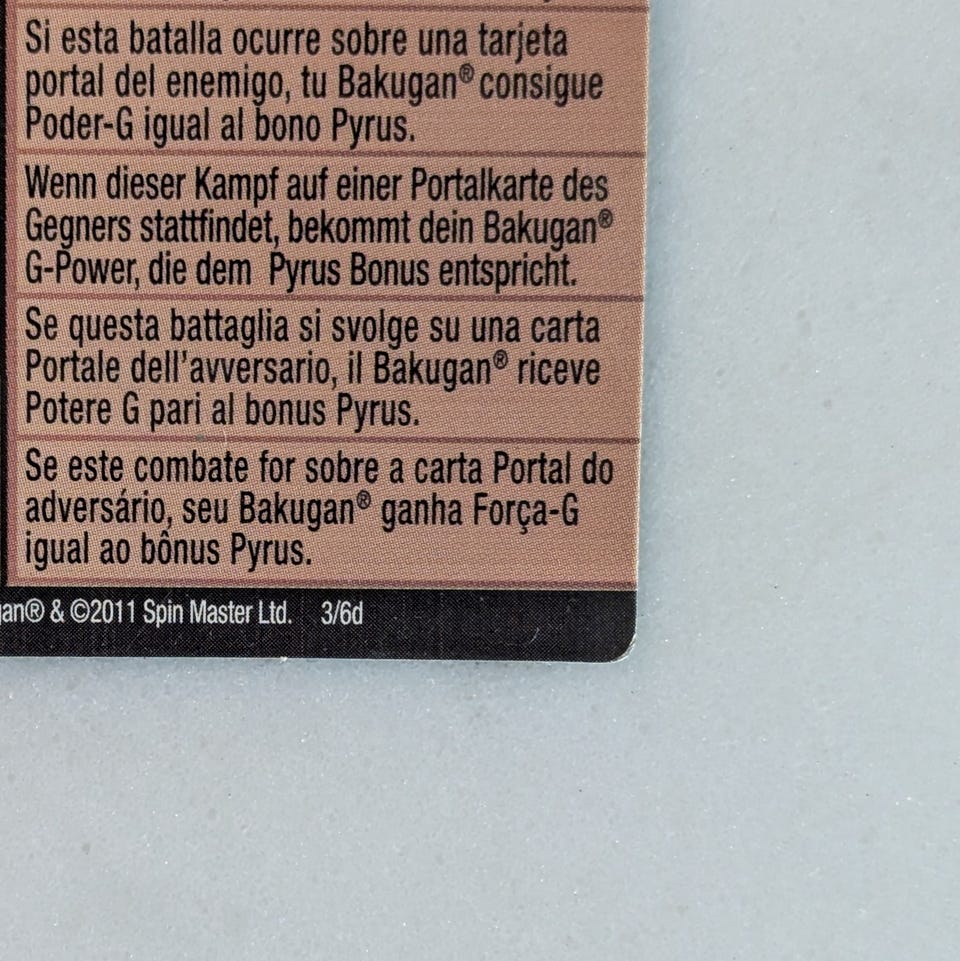 Si esta batalla ocurre sobre una tarjeta
portal del enemigo, tu Bakugan® consigue
Poder-G igual al bono Pyrus.
Wenn dieser Kampf auf einer Portalkarte des
Gegners stattfindet, bekommt dein Bakugan®
G-Power, die dem Pyrus Bonus entspricht.
Se questa battaglia si svolge su una carta
Portale dell'avversario, il Bakugan® riceve
Potere G pari al bonus Pyrus.
Se este combate for sobre a carta Portal do
adversário, seu Bakugan® ganha Força-G
igual ao bônus Pyrus.
gan® & ©2011 Spin Master Ltd. 3/6d